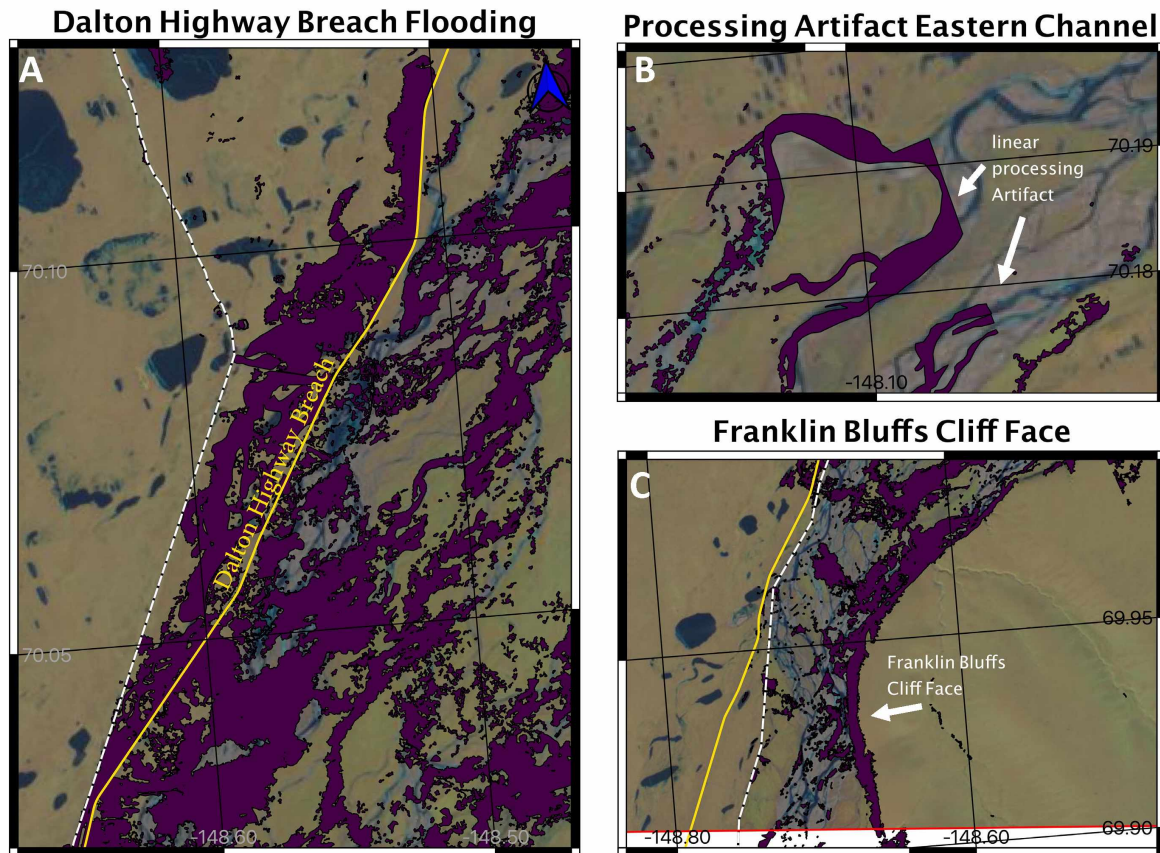 Dalton Highway Breach Flooding
A
70.10
Dalton Highway Breach
70.05
-148.60
-148.50
Processing Artifact Eastern Channel
B
linear
processing
Artifact
70.19
70.18
-148.10
Franklin Bluffs Cliff Face
C
69.95
Franklin Bluffs
Cliff Face
-148.80
-148.60
69.90